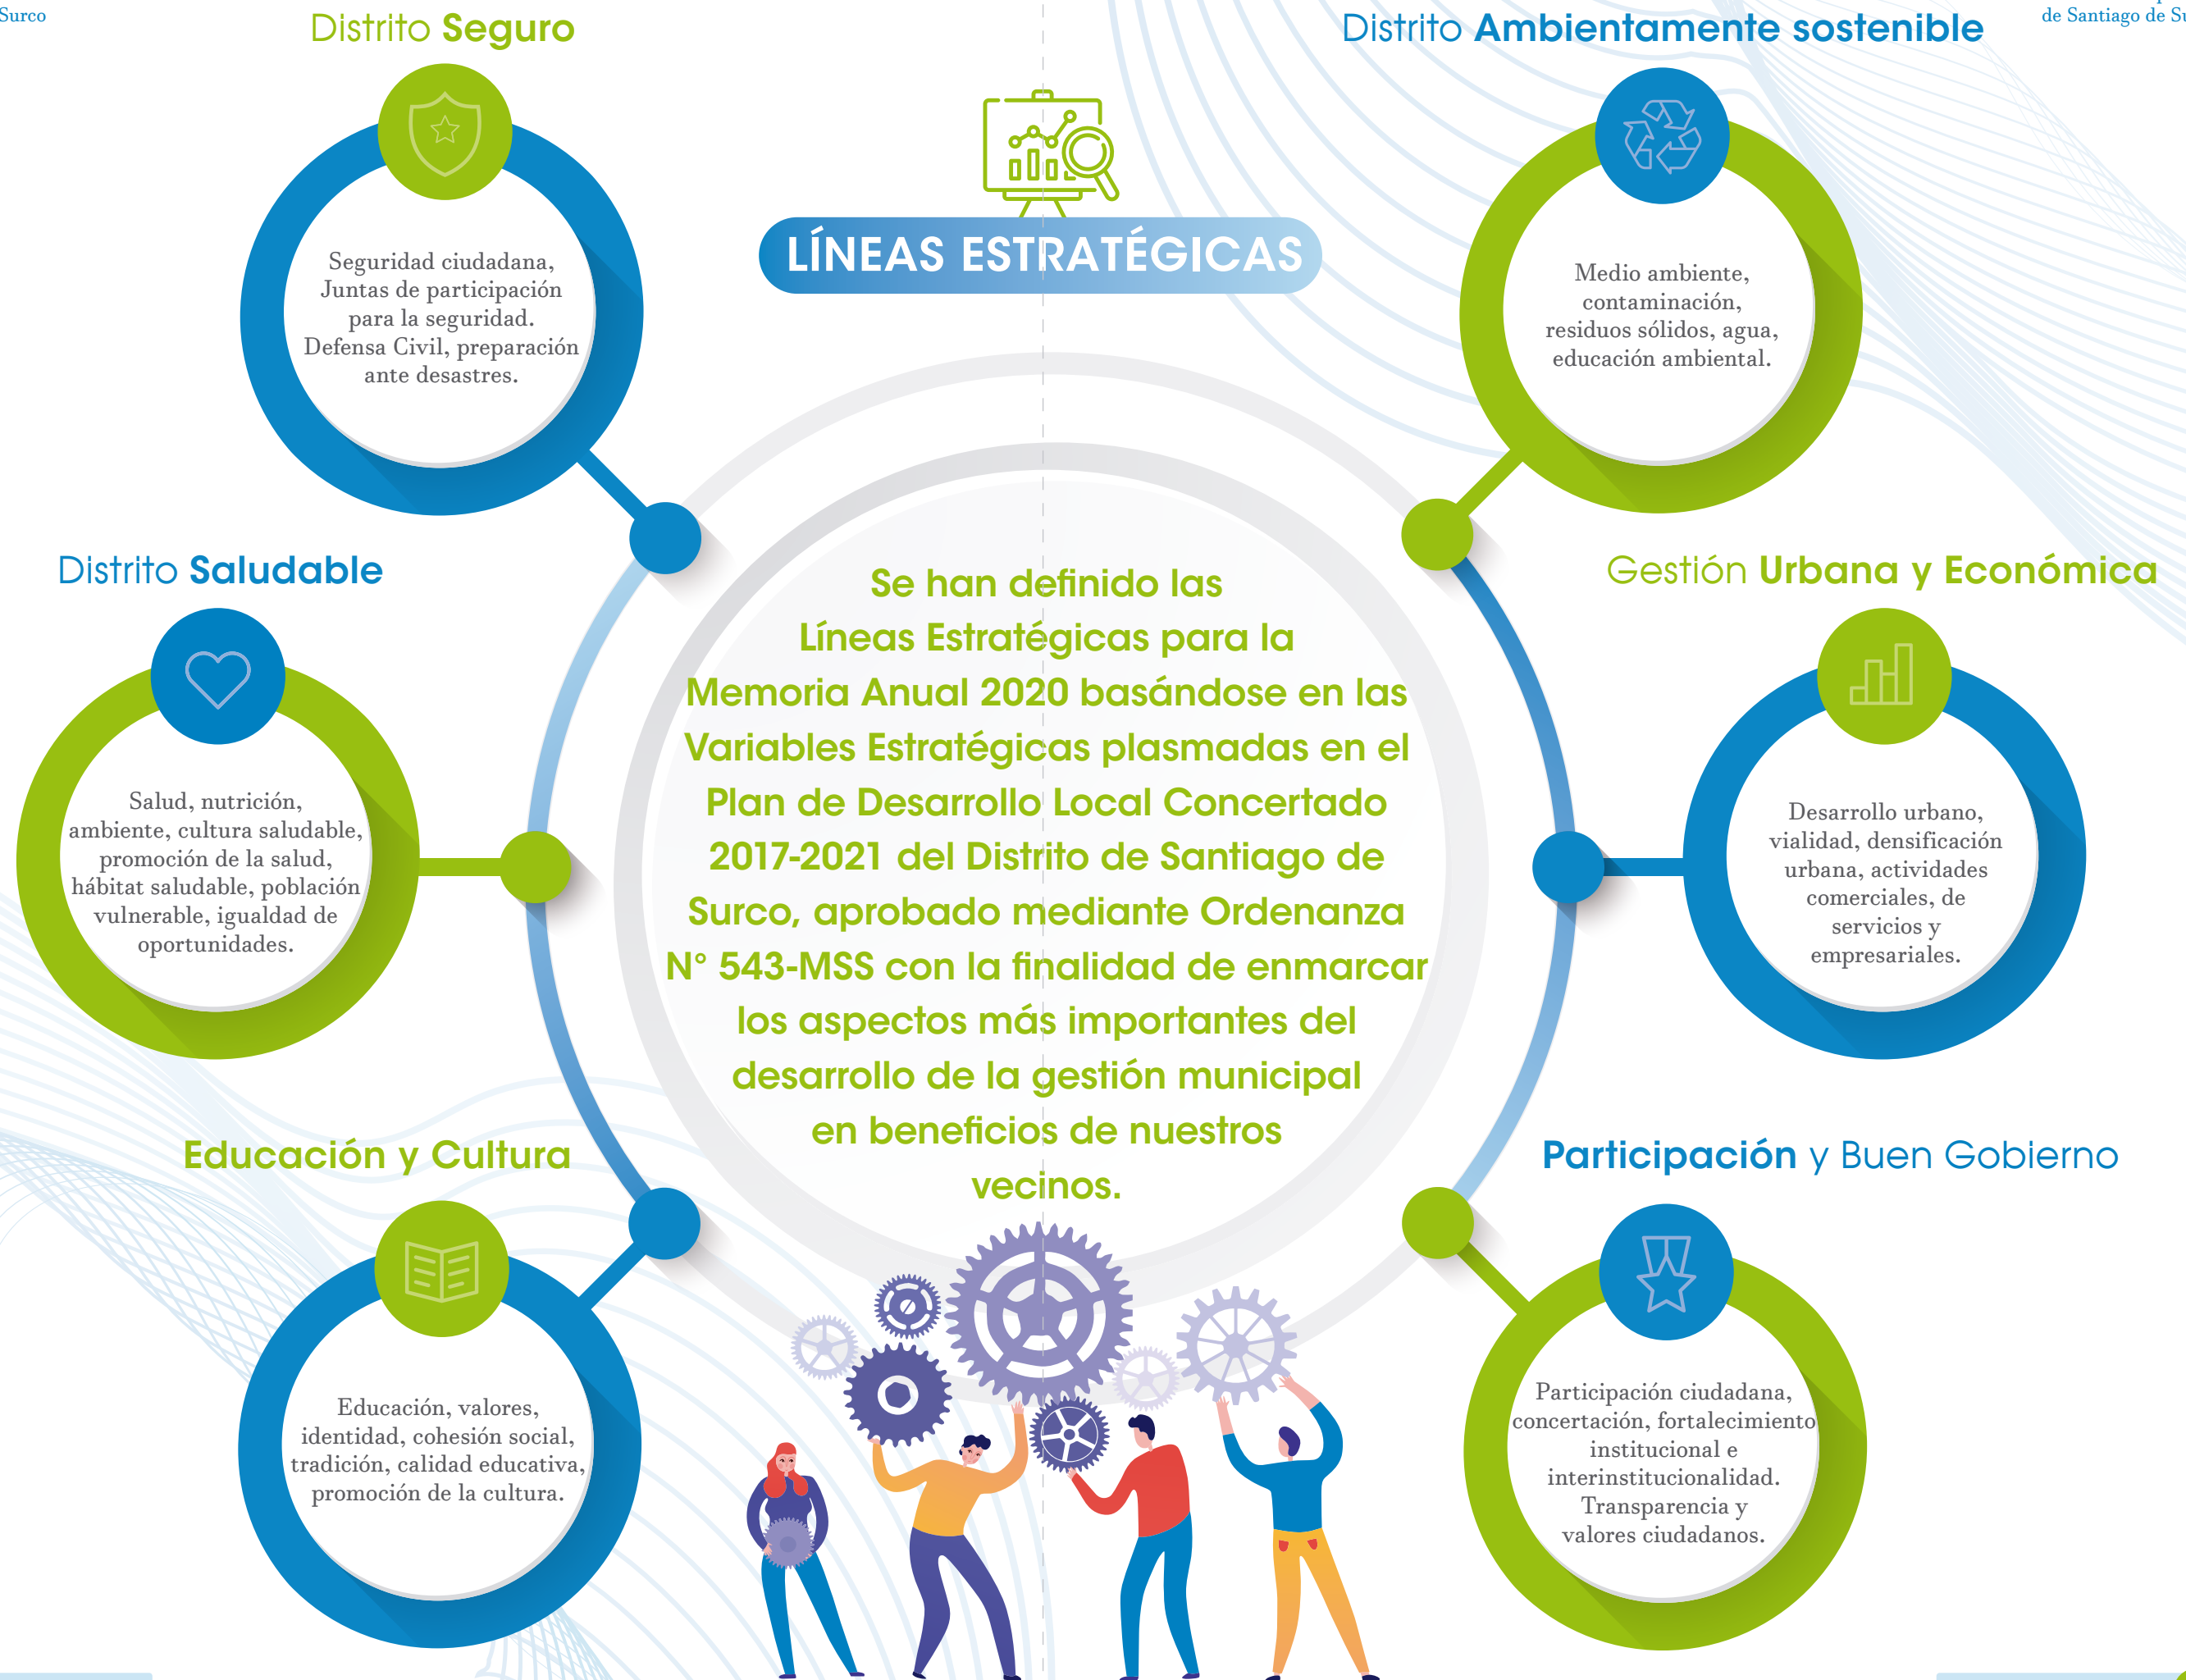 Surco
de Santiago de Su
Distrito Seguro
Seguridad ciudadana,
Juntas de participación
para la seguridad.
Defensa Civil, preparación
ante desastres.
Distrito Ambientamente sostenible
Medio ambiente,
contaminación,
residuos sólidos, agua,
educación ambiental.
LÍNEAS ESTRATÉGICAS
Distrito Saludable
Salud, nutrición,
ambiente, cultura saludable,
promoción de la salud,
hábitat saludable, población
vulnerable, igualdad de
oportunidades.
Se han definido las
Líneas Estratégicas para la
Memoria Anual 2020 basándose en las
Variables Estratégicas plasmadas en el
Plan de Desarrollo Local Concertado
2017-2021 del Distrito de Santiago de
Surco, aprobado mediante Ordenanza
N° 543-MSS con la finalidad de enmarcar
los aspectos más importantes del
desarrollo de la gestión municipal
en beneficios de nuestros
vecinos.
Gestión Urbana y Económica
Desarrollo urbano,
vialidad, densificación
urbana, actividades
comerciales, de
servicios y
empresariales.
Educación y Cultura
Educación, valores,
identidad, cohesión social,
tradición, calidad educativa,
promoción de la cultura.
Participación y Buen Gobierno
Participación ciudadana,
concertación, fortalecimiento
institucional e
interinstitucionalidad.
Transparencia y
valores ciudadanos.